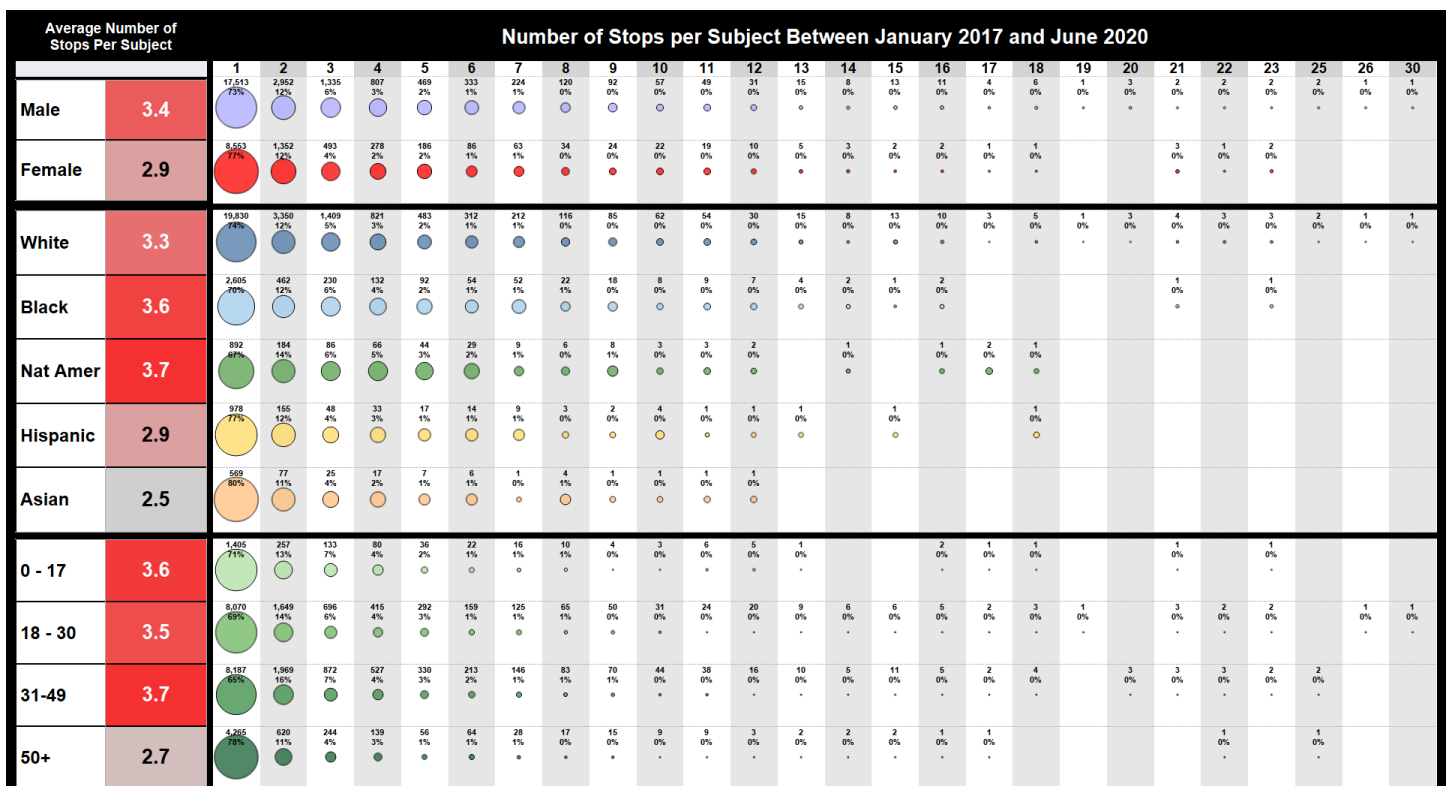 Average Number of
Stops Per Subject
Number of Stops per Subject Between January 2017 and June 2020
1 2 3 4 5 6 7 8 9 10 11 12 13 14 15 16 17 18 19 20 21 22 23 25 26 30
17,513 2,952 1,335 807 469 333 224 120 92 57 49 31 15 8 13 11 4 6 1 3 2 2 2 2 1 1
73% 12% 6% 3% 2% 1% 1% 0% 0% 0% 0% 0% 0% 0% 0% 0% 0% 0% 0% 0% 0% 0% 0% 0% 0% 0%
Male 3.4
8,553 1,352 493 278 186 86 63 34 24 22 19 10 5 3 2 2 1 1 3 1 2
77% 12% 4% 2% 2% 1% 1% 0% 0% 0% 0% 0% 0% 0% 0% 0% 0% 0% 0% 0% 0%
Female 2.9
19,830 3,350 1,409 821 483 312 212 116 85 62 54 30 15 8 13 10 3 5 1 3 4 3 3 2 1 1
74% 12% 5% 3% 2% 1% 1% 0% 0% 0% 0% 0% 0% 0% 0% 0% 0% 0% 0% 0% 0% 0% 0% 0% 0% 0%
White 3.3
2,605 462 230 132 92 54 52 22 18 8 9 7 4 2 1 2 1 1
70% 12% 6% 4% 2% 1% 1% 1% 0% 0% 0% 0% 0% 0% 0% 0% 0% 0%
Black 3.6
892 184 86 66 44 29 9 6 8 3 3 2 1 1 2 1
67% 14% 6% 5% 3% 2% 1% 0% 1% 0% 0% 0% 0% 0% 0% 0%
Nat Amer 3.7
978 155 48 33 17 14 9 3 2 4 1 1 1 1 1
77% 12% 4% 3% 1% 1% 1% 0% 0% 0% 0% 0% 0% 0% 0%
Hispanic 2.9
569 77 25 17 7 6 1 4 1 1 1 1
80% 11% 4% 2% 1% 1% 0% 1% 0% 0% 0% 0%
Asian 2.5
1,405 257 133 80 36 22 16 10 4 3 6 5 1 2 1 1 1 1
71% 13% 7% 4% 2% 1% 1% 1% 0% 0% 0% 0% 0% 0% 0% 0% 0% 0%
0 - 17 3.6
8,070 1,649 696 415 292 159 125 65 50 31 24 20 9 6 6 5 2 3 1 3 2 2 1 1
69% 14% 6% 4% 3% 1% 1% 1% 0% 0% 0% 0% 0% 0% 0% 0% 0% 0% 0% 0% 0% 0% 0% 0%
18 - 30 3.5
8,187 1,969 872 527 330 213 146 83 70 44 38 16 10 5 11 5 2 4 3 3 3 2 2
65% 16% 7% 4% 3% 2% 1% 1% 1% 0% 0% 0% 0% 0% 0% 0% 0% 0% 0% 0% 0% 0% 0%
31-49 3.7
4,265 620 244 139 56 64 28 17 15 9 9 3 2 2 2 1 1 1 1
78% 11% 4% 3% 1% 1% 1% 0% 0% 0% 0% 0% 0% 0% 0% 0% 0% 0% 0%
50+ 2.7